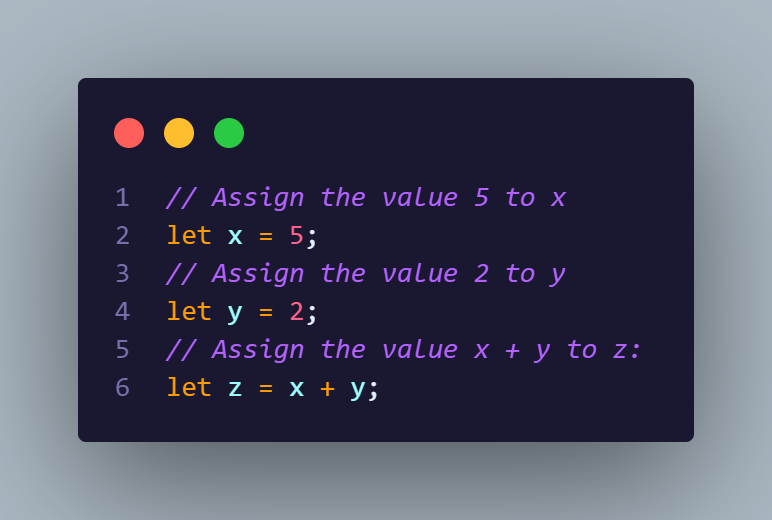 1 // Assign the value 5 to x
2 let x = 5;
3 // Assign the value 2 to y
4 let y = 2;
5 // Assign the value x + y to z:
6 let z = x + y;